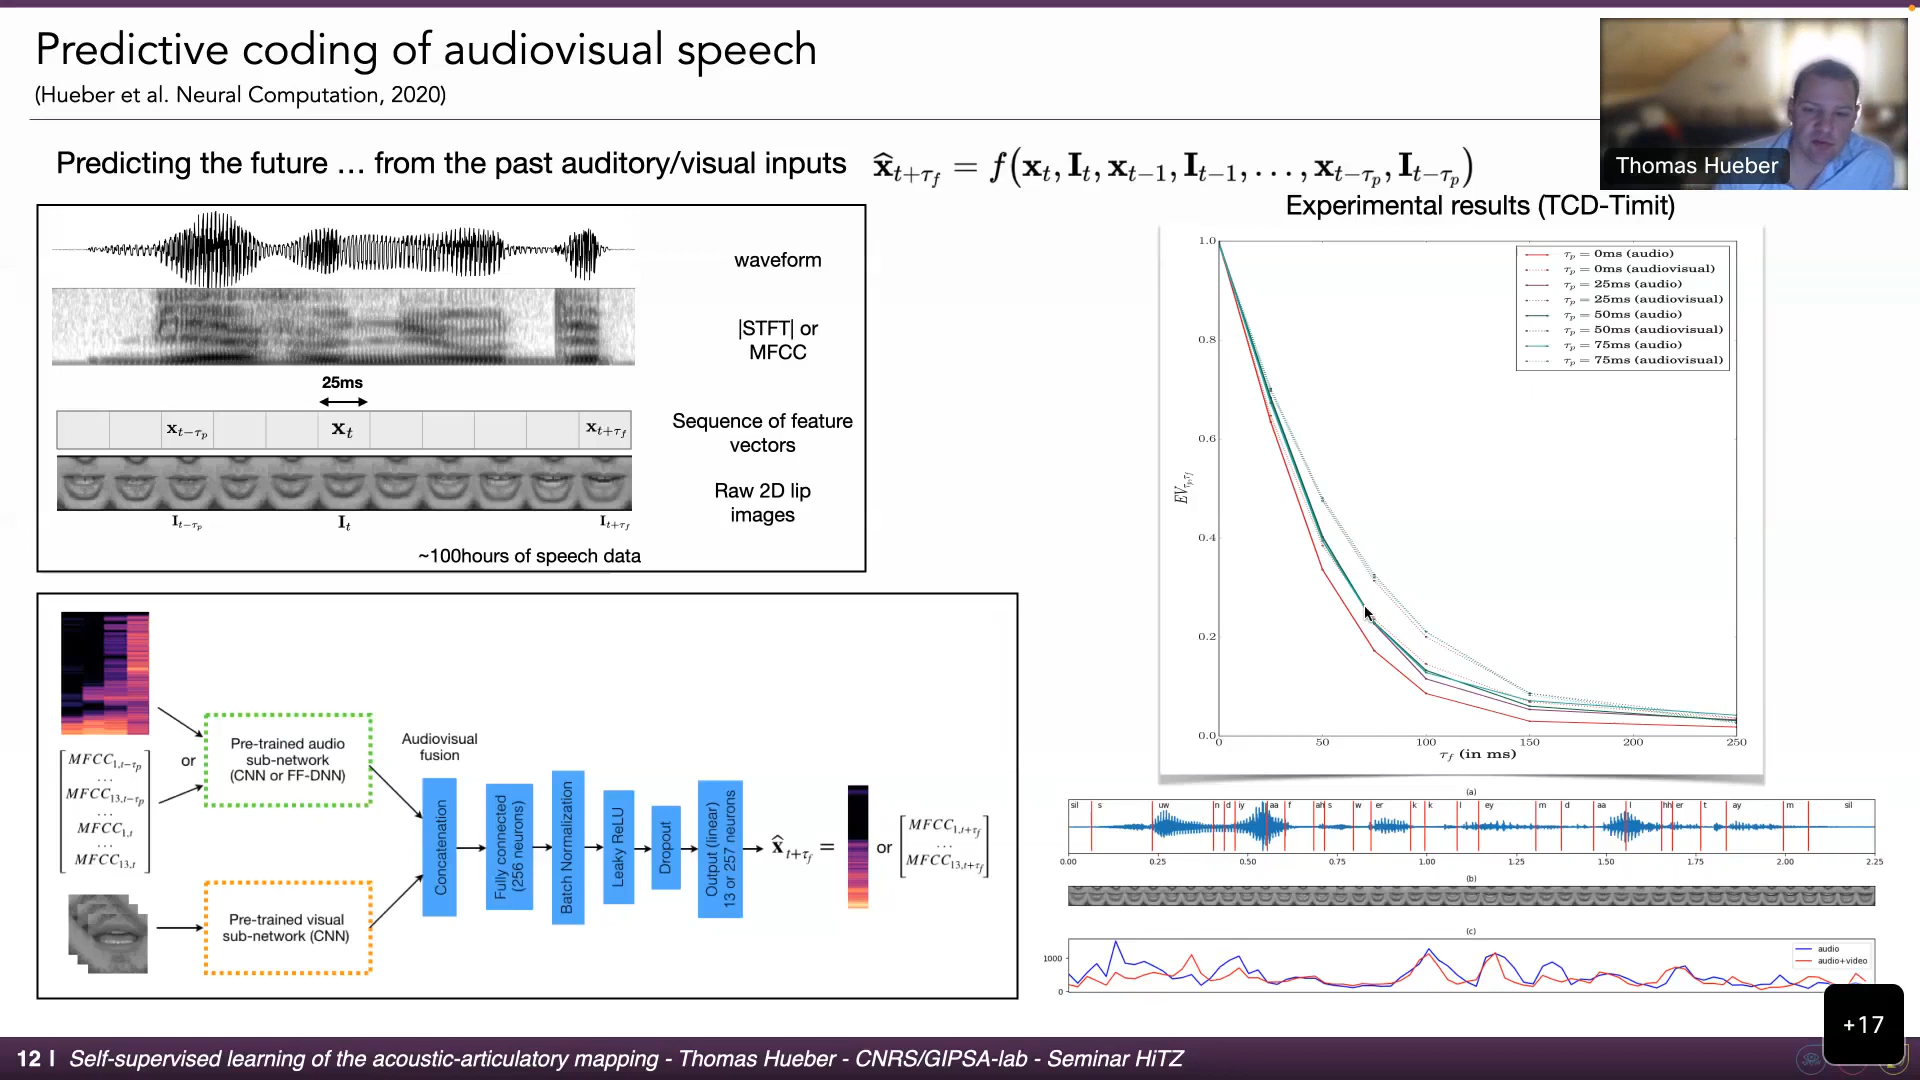 Predictive coding of audiovisual speech
(Hueber et al. Neural Computation, 2020)
Thomas Hueber
Predicting the future … from the past auditory/visual inputs
x̂_{t+τ_f} = f(x_t, I_t, x_{t−1}, I_{t−1}, . . . , x_{t−τ_p}, I_{t−τ_p})
waveform
|STFT| or
MFCC
25ms
x_{t−τ_p} x_t x_{t+τ_f}
Sequence of feature
vectors
Raw 2D lip
images
I_{t−τ_p} I_t I_{t+τ_f}
~100hours of speech data
MFCC_{1,t−τ_p}
...
MFCC_{13,t−τ_p}
...
MFCC_{1,t}
...
MFCC_{13,t}
or
Pre-trained audio
sub-network
(CNN or FF-DNN)
Pre-trained visual
sub-network (CNN)
Audiovisual
fusion
Concatenation
Fully connected
(256 neurons)
Batch Normalization
Leaky ReLU
Dropout
Output (linear)
13 or 257 neurons
x̂_{t+τ_f} =
or
MFCC_{1,t+τ_f}
...
MFCC_{13,t+τ_f}
Experimental results (TCD-Timit)
τ_p = 0ms (audio)
τ_p = 0ms (audiovisual)
τ_p = 25ms (audio)
τ_p = 25ms (audiovisual)
τ_p = 50ms (audio)
τ_p = 50ms (audiovisual)
τ_p = 75ms (audio)
τ_p = 75ms (audiovisual)
1.0
0.8
0.6
0.4
0.2
0.0
EV_{τ_p,τ_f}
0 50 100 150 200 250
τ_f (in ms)
(a)
sil s uw n d iy aa f ah s w er k k l ey m d aa l hh er t ay m sil
0.00 0.25 0.50 0.75 1.00 1.25 1.50 1.75 2.00 2.25
(b)
(c)
1000
0
audio
audio+video
+17
12 | Self-supervised learning of the acoustic-articulatory mapping - Thomas Hueber - CNRS/GIPSA-lab - Seminar HiTZ